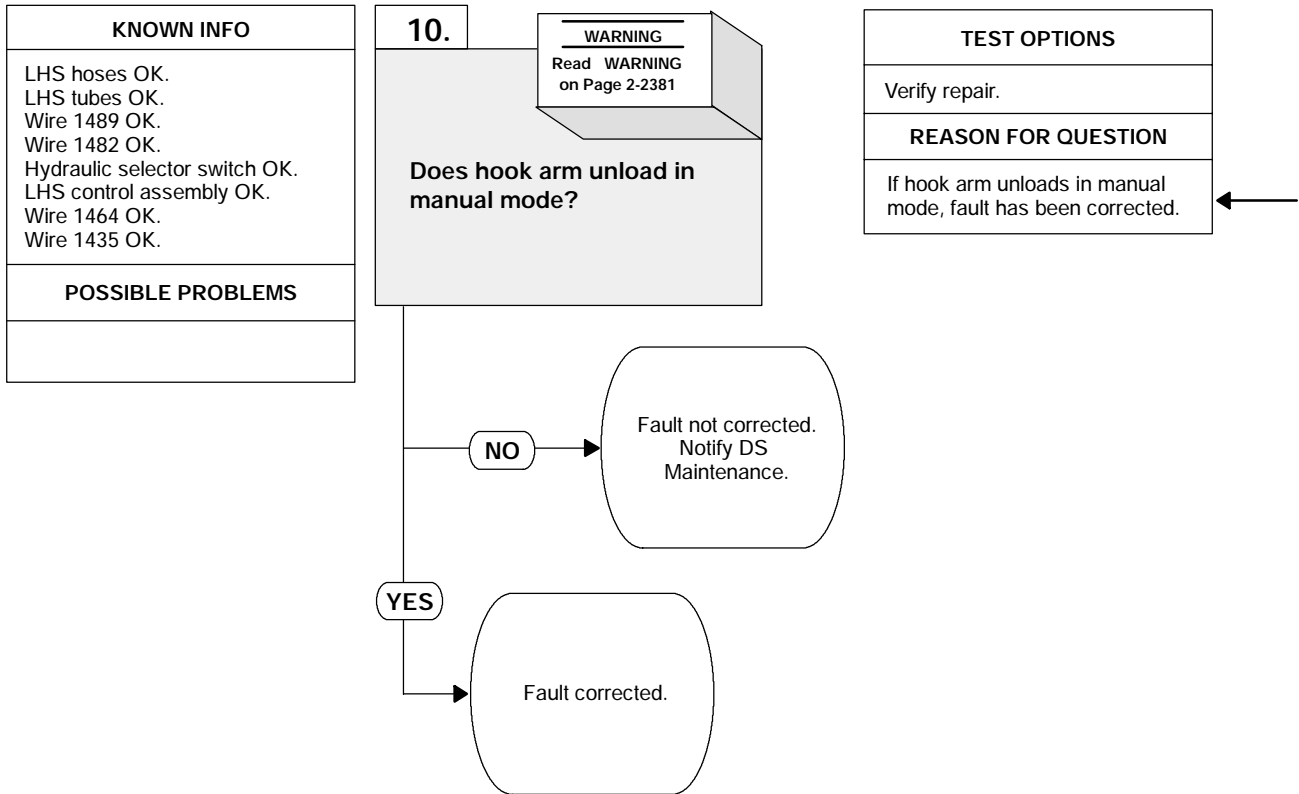 KNOWN INFO
LHS hoses OK.
LHS tubes OK.
Wire 1489 OK.
Wire 1482 OK.
Hydraulic selector switch OK.
LHS control assembly OK.
Wire 1464 OK.
Wire 1435 OK.
POSSIBLE PROBLEMS
10.
WARNING
Read WARNING
on Page 2-2381
Does hook arm unload in
manual mode?
TEST OPTIONS
Verify repair.
REASON FOR QUESTION
If hook arm unloads in manual
mode, fault has been corrected.
NO
Fault not corrected.
Notify DS
Maintenance.
YES
Fault corrected.